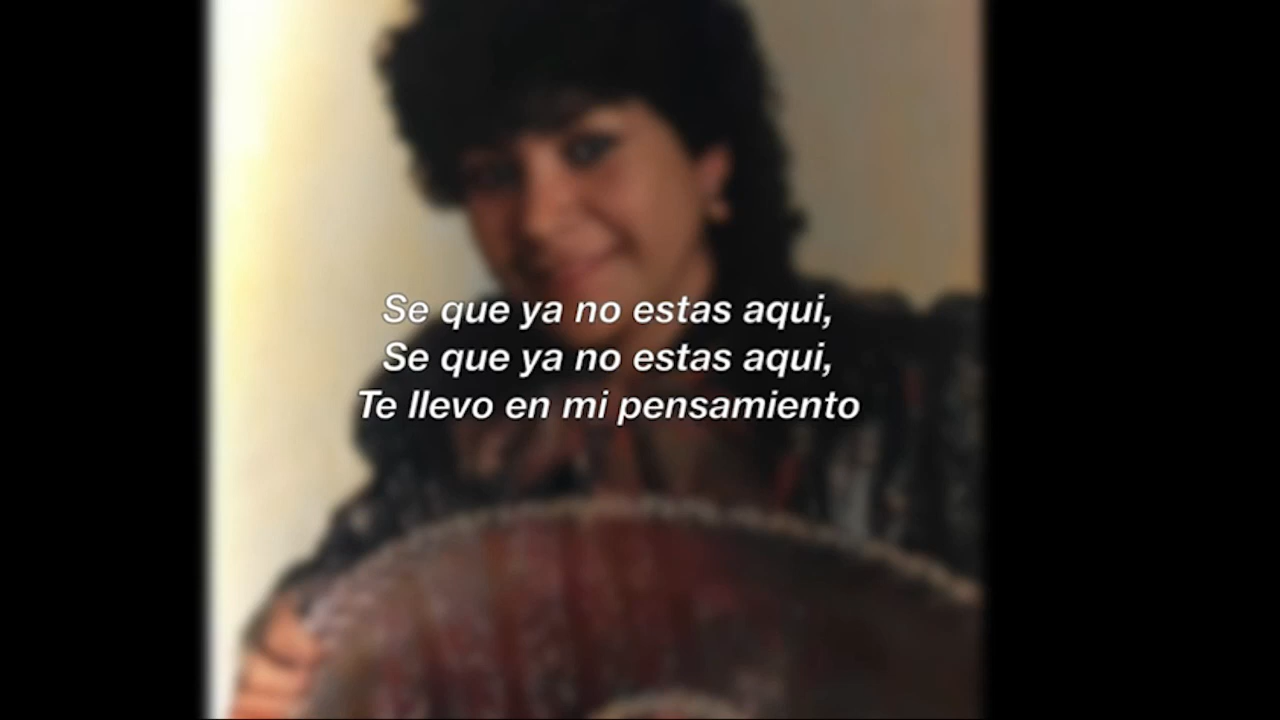 Se que ya no estas aqui,
Se que ya no estas aqui,
Te llevo en mi pensamiento